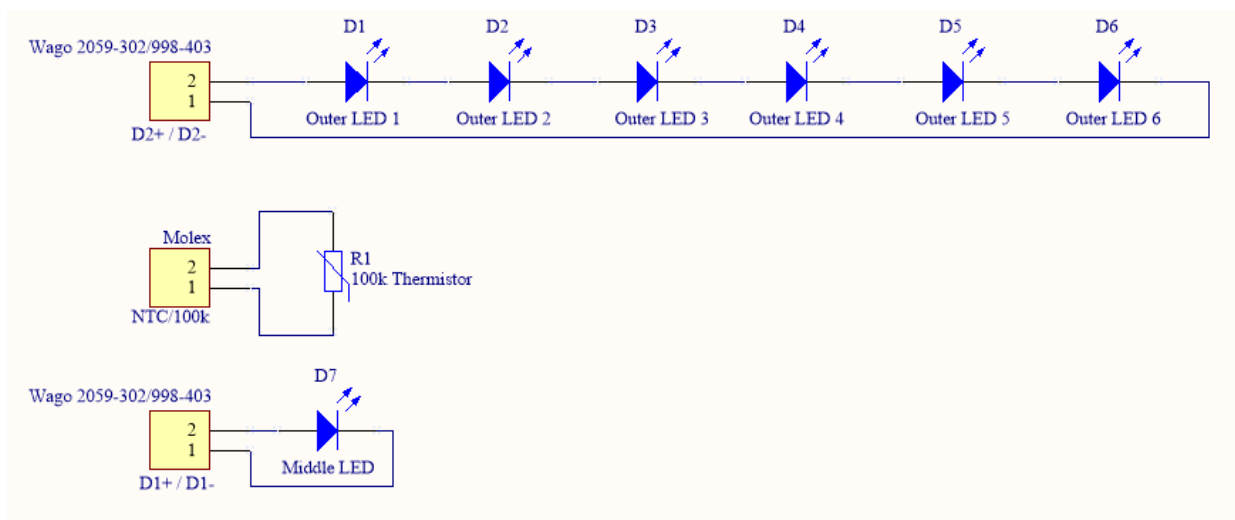 D1 D2 D3 D4 D5 D6
Wago 2059-302/998-403
2
1
Outer LED 1 Outer LED 2 Outer LED 3 Outer LED 4 Outer LED 5 Outer LED 6
D2+ / D2-
Molex
2
1
R1
100k Thermistor
NTC/100k
D7
Wago 2059-302/998-403
2
1
Middle LED
D1+ / D1-